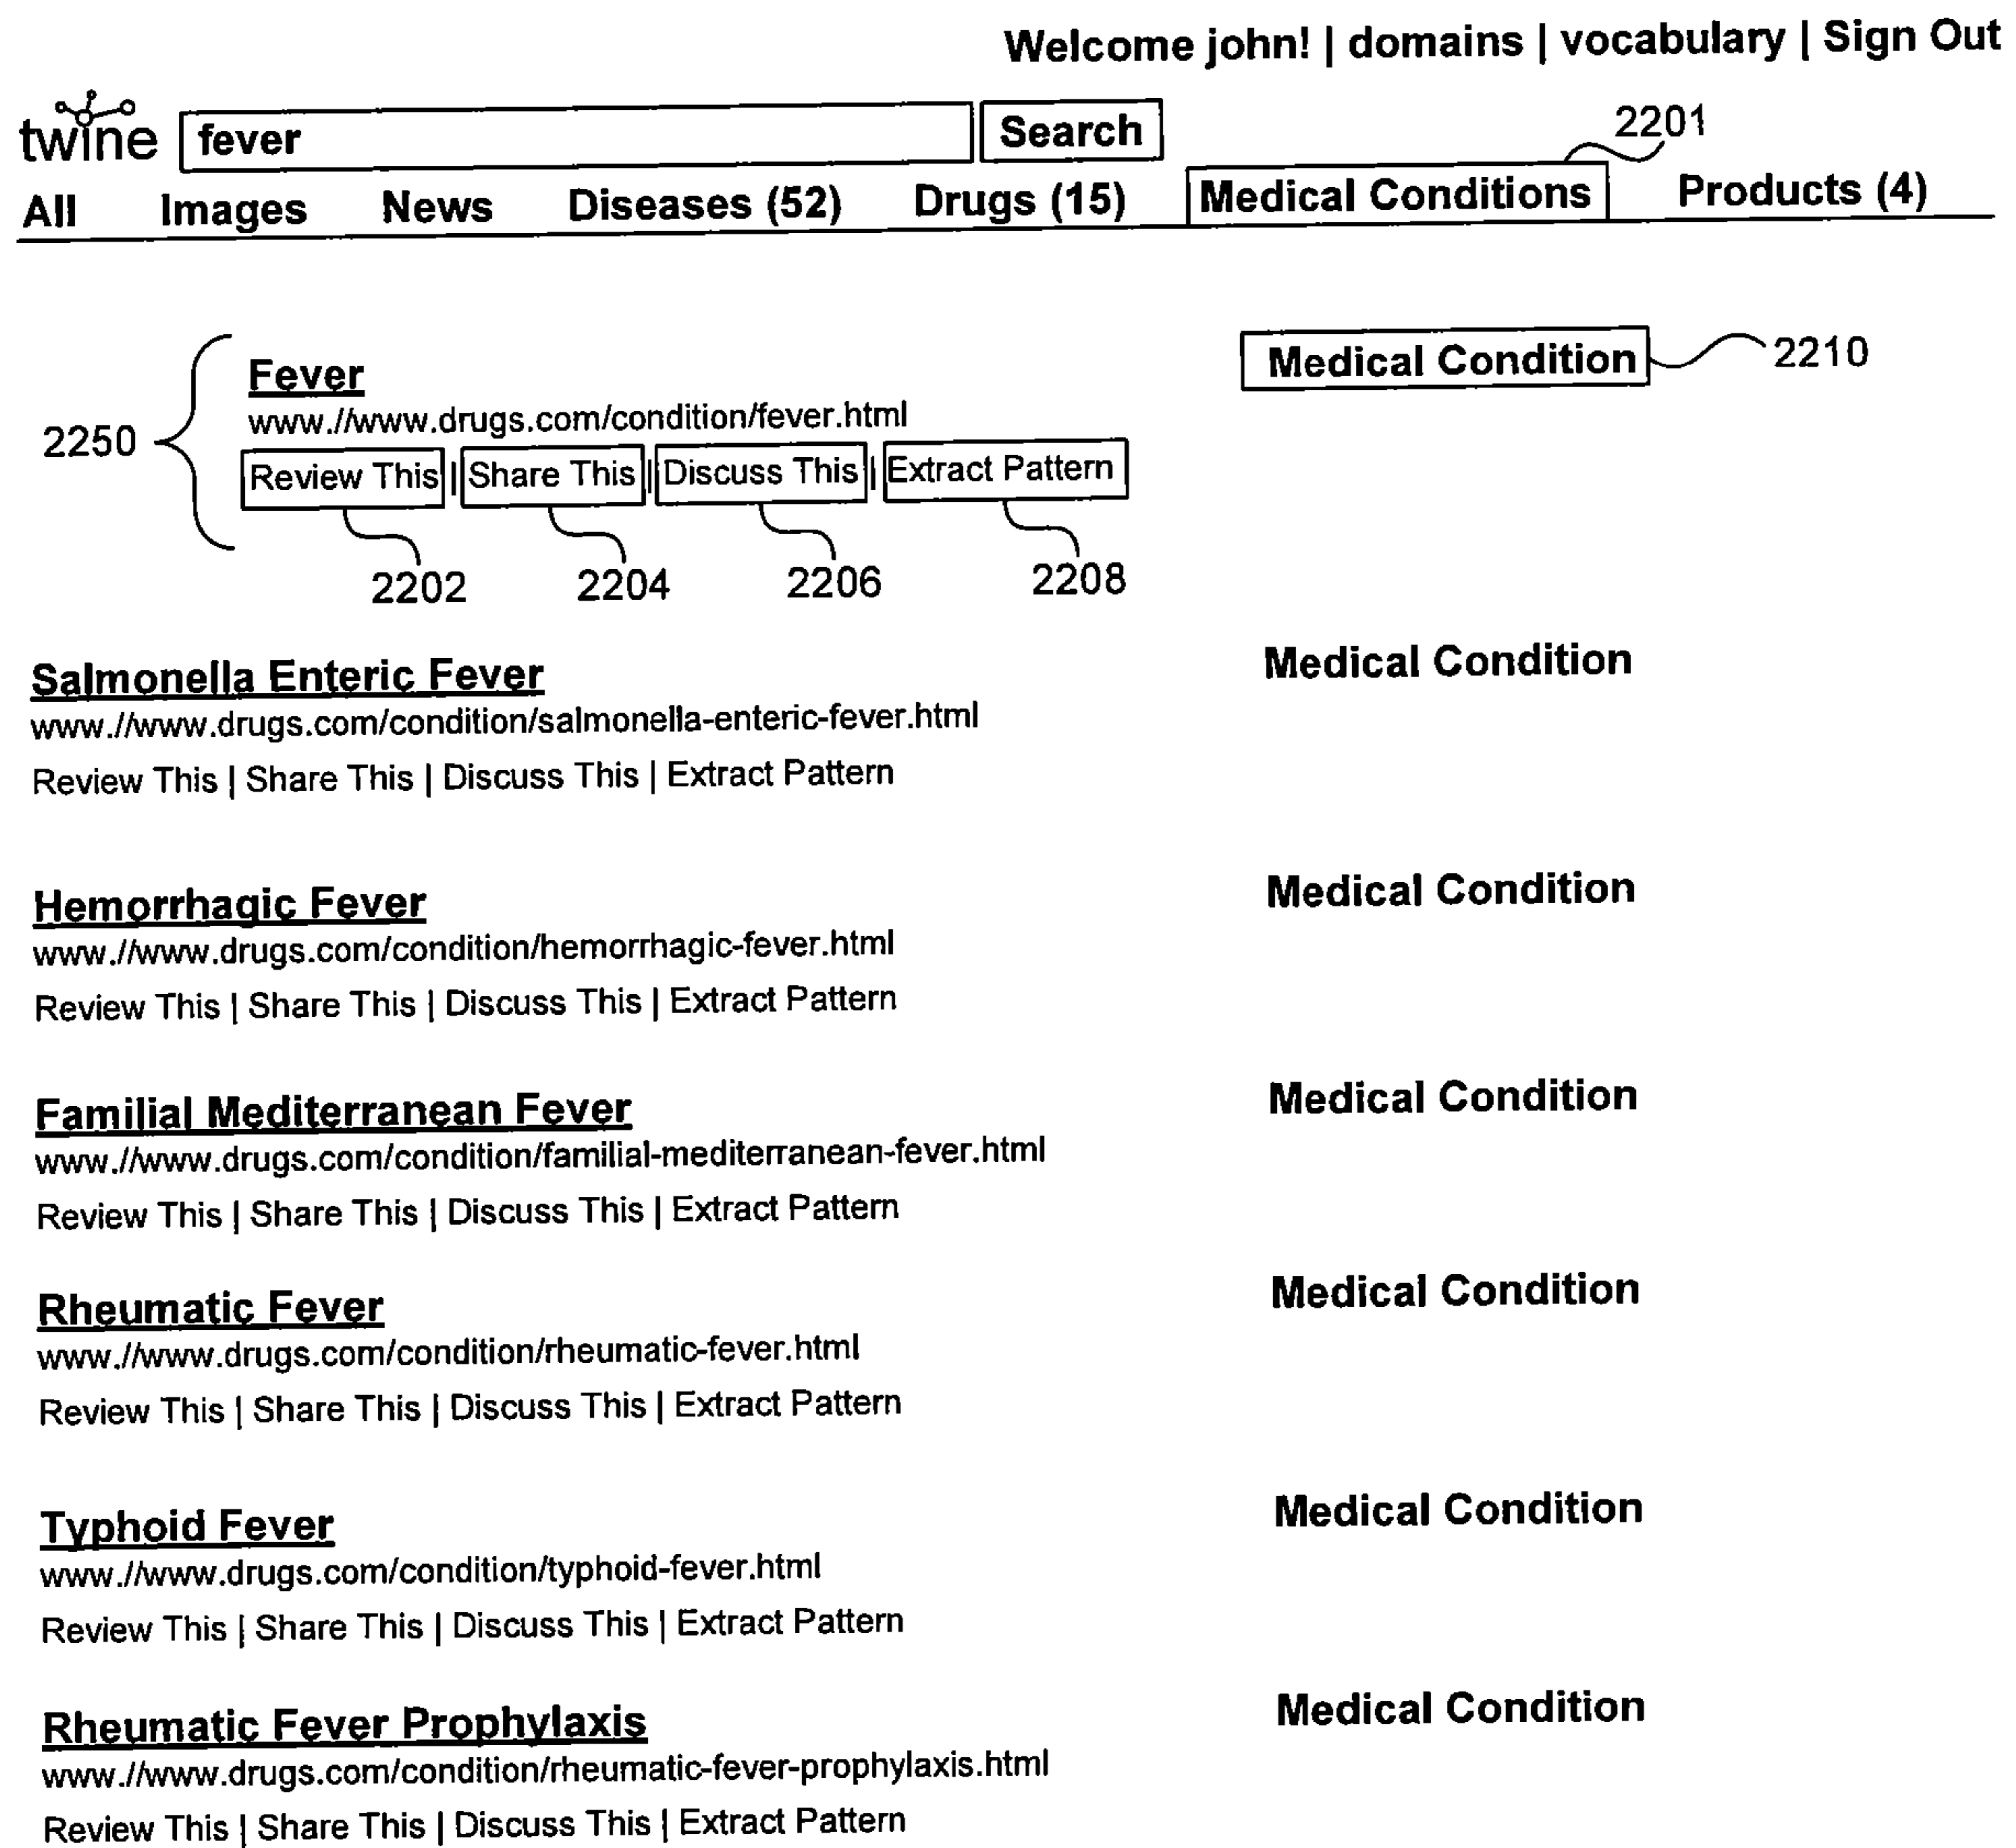 Welcome john! | domains | vocabulary | Sign Out
twine fever Search 2201
All Images News Diseases (52) Drugs (15) Medical Conditions Products (4)
Fever Medical Condition 2210
www.//www.drugs.com/condition/fever.html
2250
Review This | Share This | Discuss This | Extract Pattern
2202 2204 2206 2208
Salmonella Enteric Fever Medical Condition
www.//www.drugs.com/condition/salmonella-enteric-fever.html
Review This | Share This | Discuss This | Extract Pattern
Hemorrhagic Fever Medical Condition
www.//www.drugs.com/condition/hemorrhagic-fever.html
Review This | Share This | Discuss This | Extract Pattern
Familial Mediterranean Fever Medical Condition
www.//www.drugs.com/condition/familial-mediterranean-fever.html
Review This | Share This | Discuss This | Extract Pattern
Rheumatic Fever Medical Condition
www.//www.drugs.com/condition/rheumatic-fever.html
Review This | Share This | Discuss This | Extract Pattern
Typhoid Fever Medical Condition
www.//www.drugs.com/condition/typhoid-fever.html
Review This | Share This | Discuss This | Extract Pattern
Rheumatic Fever Prophylaxis Medical Condition
www.//www.drugs.com/condition/rheumatic-fever-prophylaxis.html
Review This | Share This | Discuss This | Extract Pattern